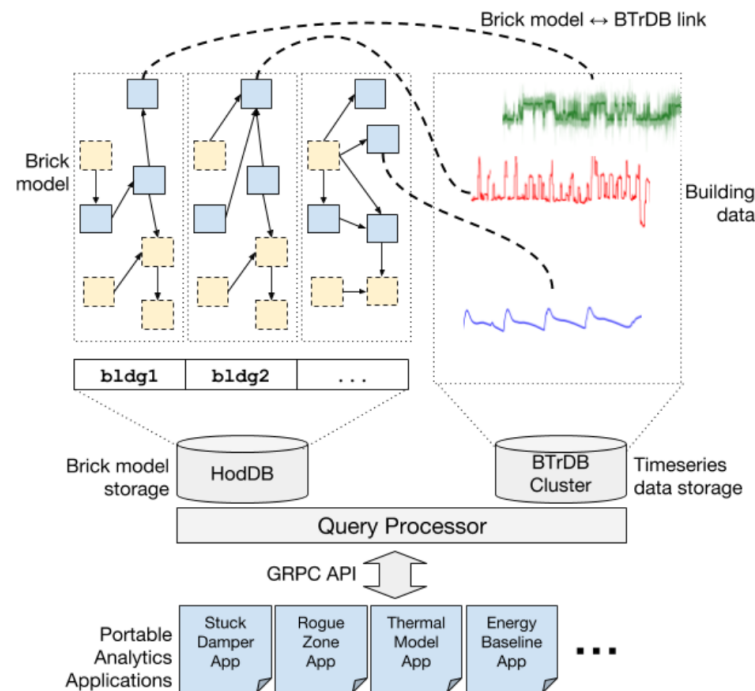 Brick model ↔ BTrDB link
Brick
model
Building
data
bldg1
bldg2
...
Brick model
storage
HodDB
BTrDB
Cluster
Timeseries
data storage
Query Processor
GRPC API
Portable
Analytics
Applications
Stuck
Damper
App
Rogue
Zone
App
Thermal
Model
App
Energy
Baseline
App
...